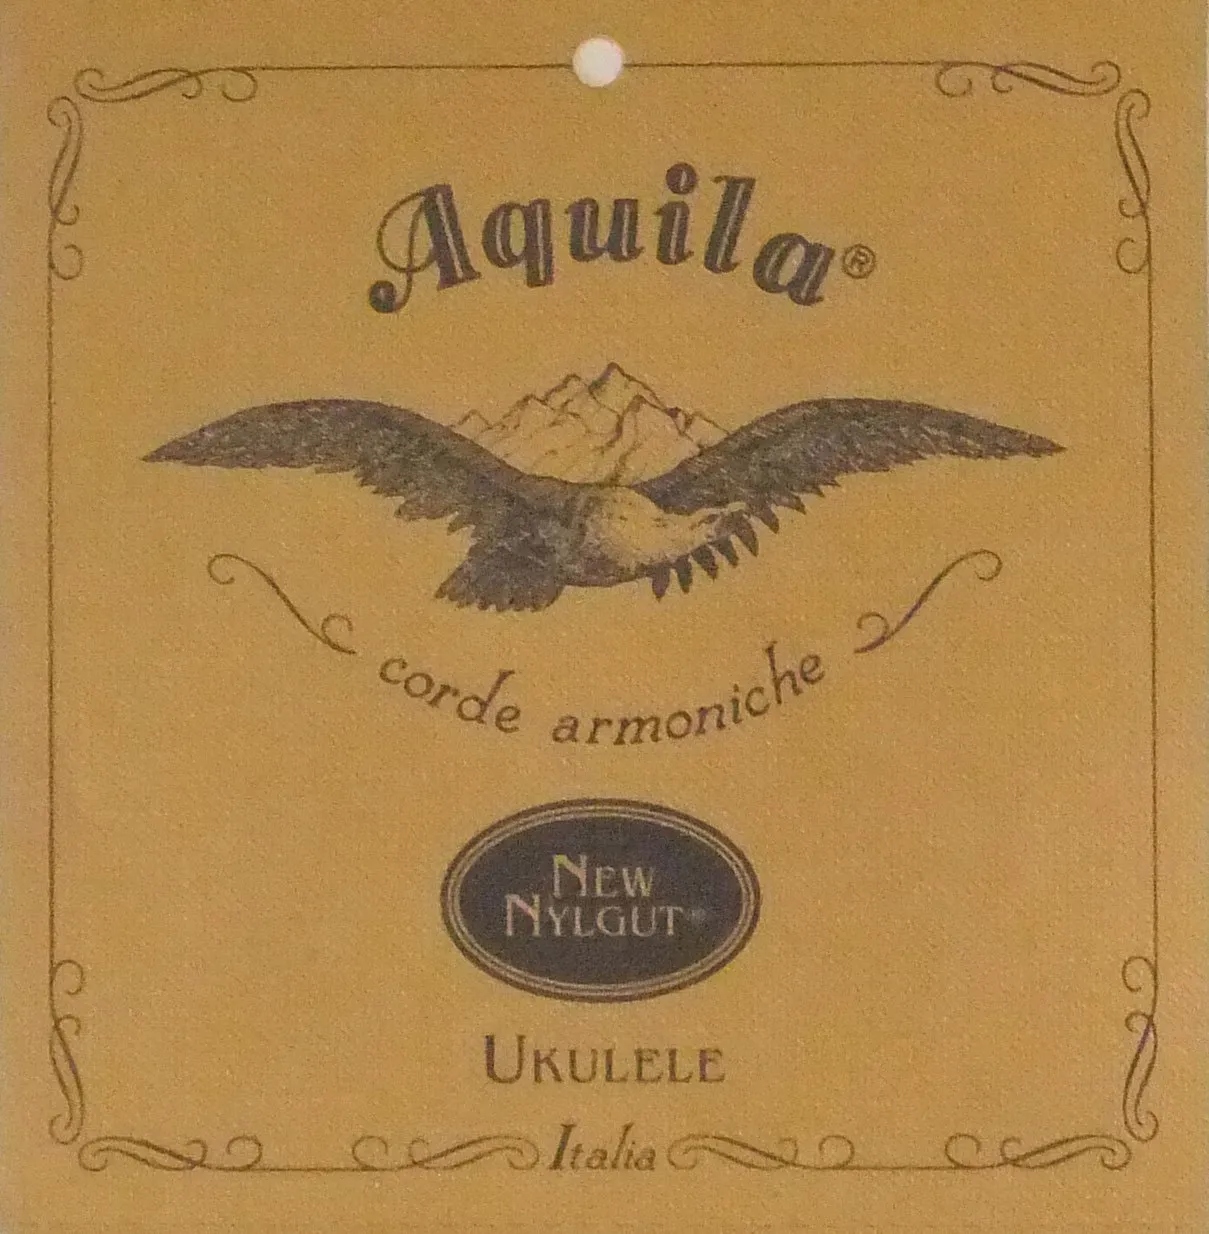 Aquila®
corde armoniche
NEW
NYLGUT®
UKULELE
Italia